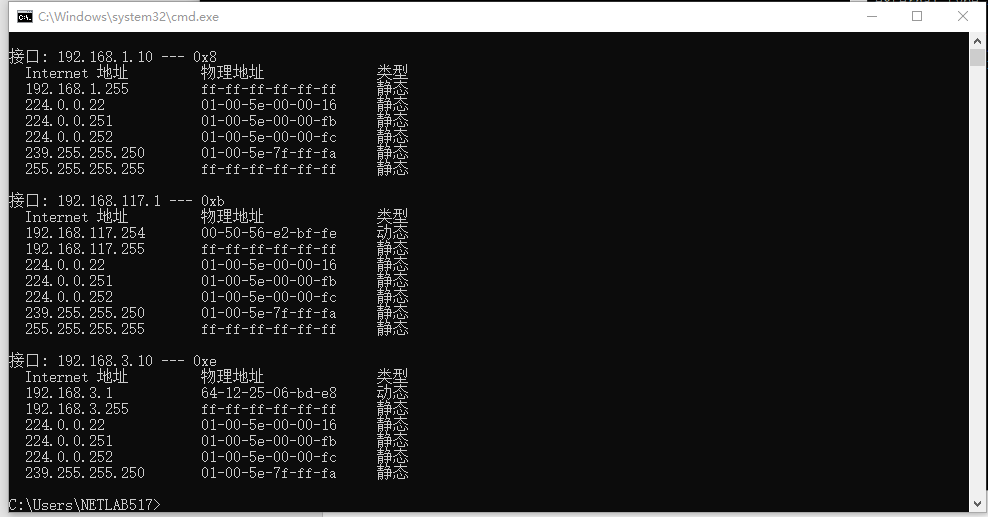 C:\Windows\system32\cmd.exe
接口: 192.168.1.10 --- 0x8
Internet 地址 物理地址 类型
192.168.1.255 ff-ff-ff-ff-ff-ff 静态
224.0.0.22 01-00-5e-00-00-16 静态
224.0.0.251 01-00-5e-00-00-fb 静态
224.0.0.252 01-00-5e-00-00-fc 静态
239.255.255.250 01-00-5e-7f-ff-fa 静态
255.255.255.255 ff-ff-ff-ff-ff-ff 静态
接口: 192.168.117.1 --- 0xb
Internet 地址 物理地址 类型
192.168.117.254 00-50-56-e2-bf-fe 动态
192.168.117.255 ff-ff-ff-ff-ff-ff 静态
224.0.0.22 01-00-5e-00-00-16 静态
224.0.0.251 01-00-5e-00-00-fb 静态
224.0.0.252 01-00-5e-00-00-fc 静态
239.255.255.250 01-00-5e-7f-ff-fa 静态
255.255.255.255 ff-ff-ff-ff-ff-ff 静态
接口: 192.168.3.10 --- 0xe
Internet 地址 物理地址 类型
192.168.3.1 64-12-25-06-bd-e8 动态
192.168.3.255 ff-ff-ff-ff-ff-ff 静态
224.0.0.22 01-00-5e-00-00-16 静态
224.0.0.251 01-00-5e-00-00-fb 静态
224.0.0.252 01-00-5e-00-00-fc 静态
239.255.255.250 01-00-5e-7f-ff-fa 静态
C:\Users\NETLAB517>